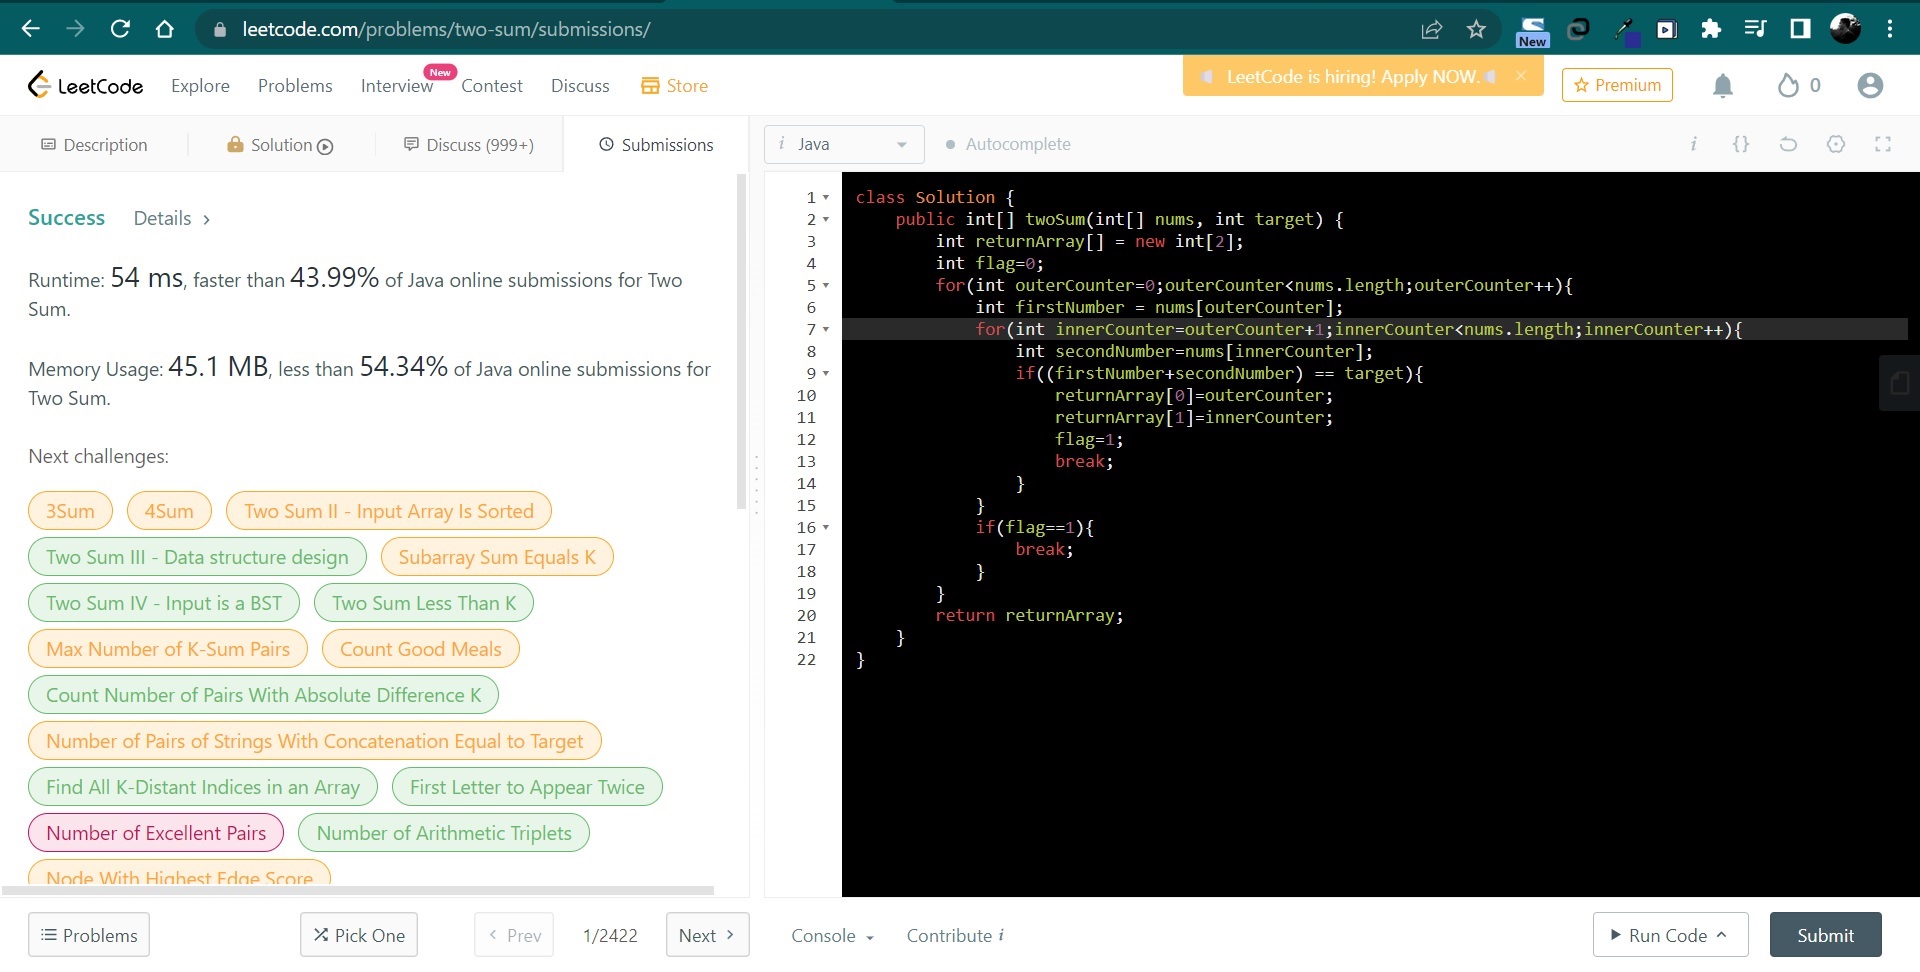 leetcode.com/problems/two-sum/submissions/
New
LeetCode Explore Problems Interview New Contest Discuss Store
LeetCode is hiring! Apply NOW. ×
Premium 0
Description Solution Discuss (999+) Submissions
i Java Autocomplete i {}
Success Details >
Runtime: 54 ms, faster than 43.99% of Java online submissions for Two
Sum.
Memory Usage: 45.1 MB, less than 54.34% of Java online submissions for
Two Sum.
Next challenges:
3Sum 4Sum Two Sum II - Input Array Is Sorted
Two Sum III - Data structure design Subarray Sum Equals K
Two Sum IV - Input is a BST Two Sum Less Than K
Max Number of K-Sum Pairs Count Good Meals
Count Number of Pairs With Absolute Difference K
Number of Pairs of Strings With Concatenation Equal to Target
Find All K-Distant Indices in an Array First Letter to Appear Twice
Number of Excellent Pairs Number of Arithmetic Triplets
Node With Highest Edge Score
1 class Solution {
2 public int[] twoSum(int[] nums, int target) {
3 int returnArray[] = new int[2];
4 int flag=0;
5 for(int outerCounter=0;outerCounter<nums.length;outerCounter++){
6 int firstNumber = nums[outerCounter];
7 for(int innerCounter=outerCounter+1;innerCounter<nums.length;innerCounter++){
8 int secondNumber=nums[innerCounter];
9 if((firstNumber+secondNumber) == target){
10 returnArray[0]=outerCounter;
11 returnArray[1]=innerCounter;
12 flag=1;
13 break;
14 }
15 }
16 if(flag==1){
17 break;
18 }
19 }
20 return returnArray;
21 }
22 }
Problems Pick One < Prev 1/2422 Next > Console Contribute i Run Code Submit